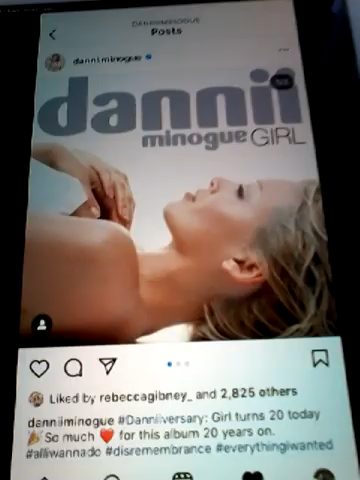 DANNIIMINOGUE
Posts
danniiminogue
dannii
minogue GIRL
Liked by rebeccagibney_ and 2,825 others
danniiminogue #Danniiversary: Girl turns 20 today
🎉So much ❤️ for this album 20 years on.
#alliwannado #disremembrance #everythingiwanted